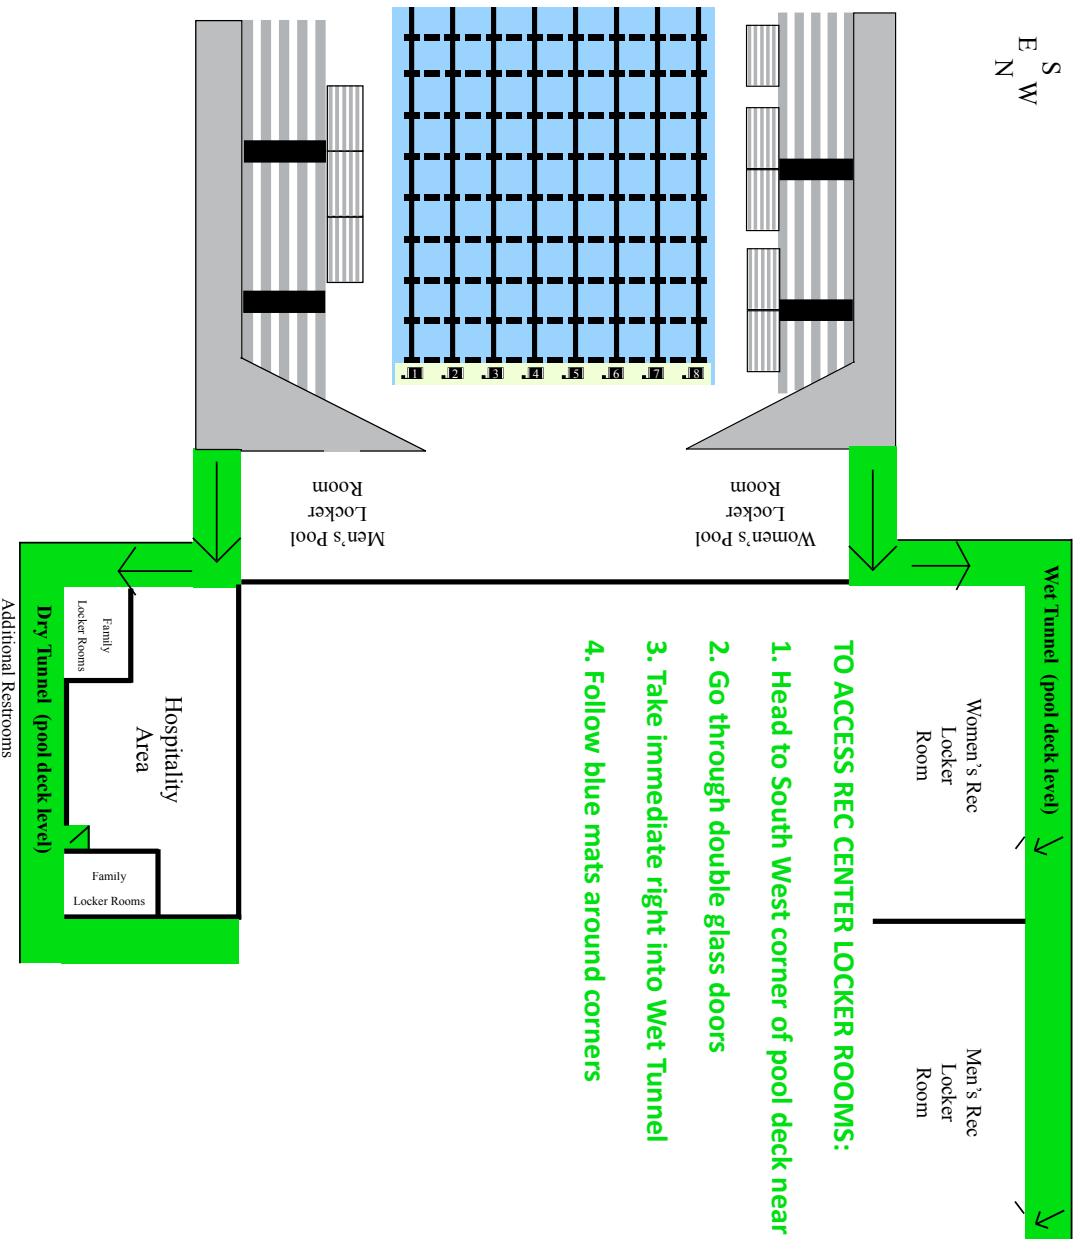 S
E W
N
1
2
3
4
5
6
7
8
Men's Pool
Locker
Room
Women's Pool
Locker
Room
Wet Tunnel (pool deck level)
Women's Rec
Locker
Room
Men's Rec
Locker
Room
TO ACCESS REC CENTER LOCKER ROOMS:
1. Head to South West corner of pool deck near
2. Go through double glass doors
3. Take immediate right into Wet Tunnel
4. Follow blue mats around corners
Hospitality
Area
Family
Locker Rooms
Family
Locker Rooms
Dry Tunnel (pool deck level)
Additional Restrooms